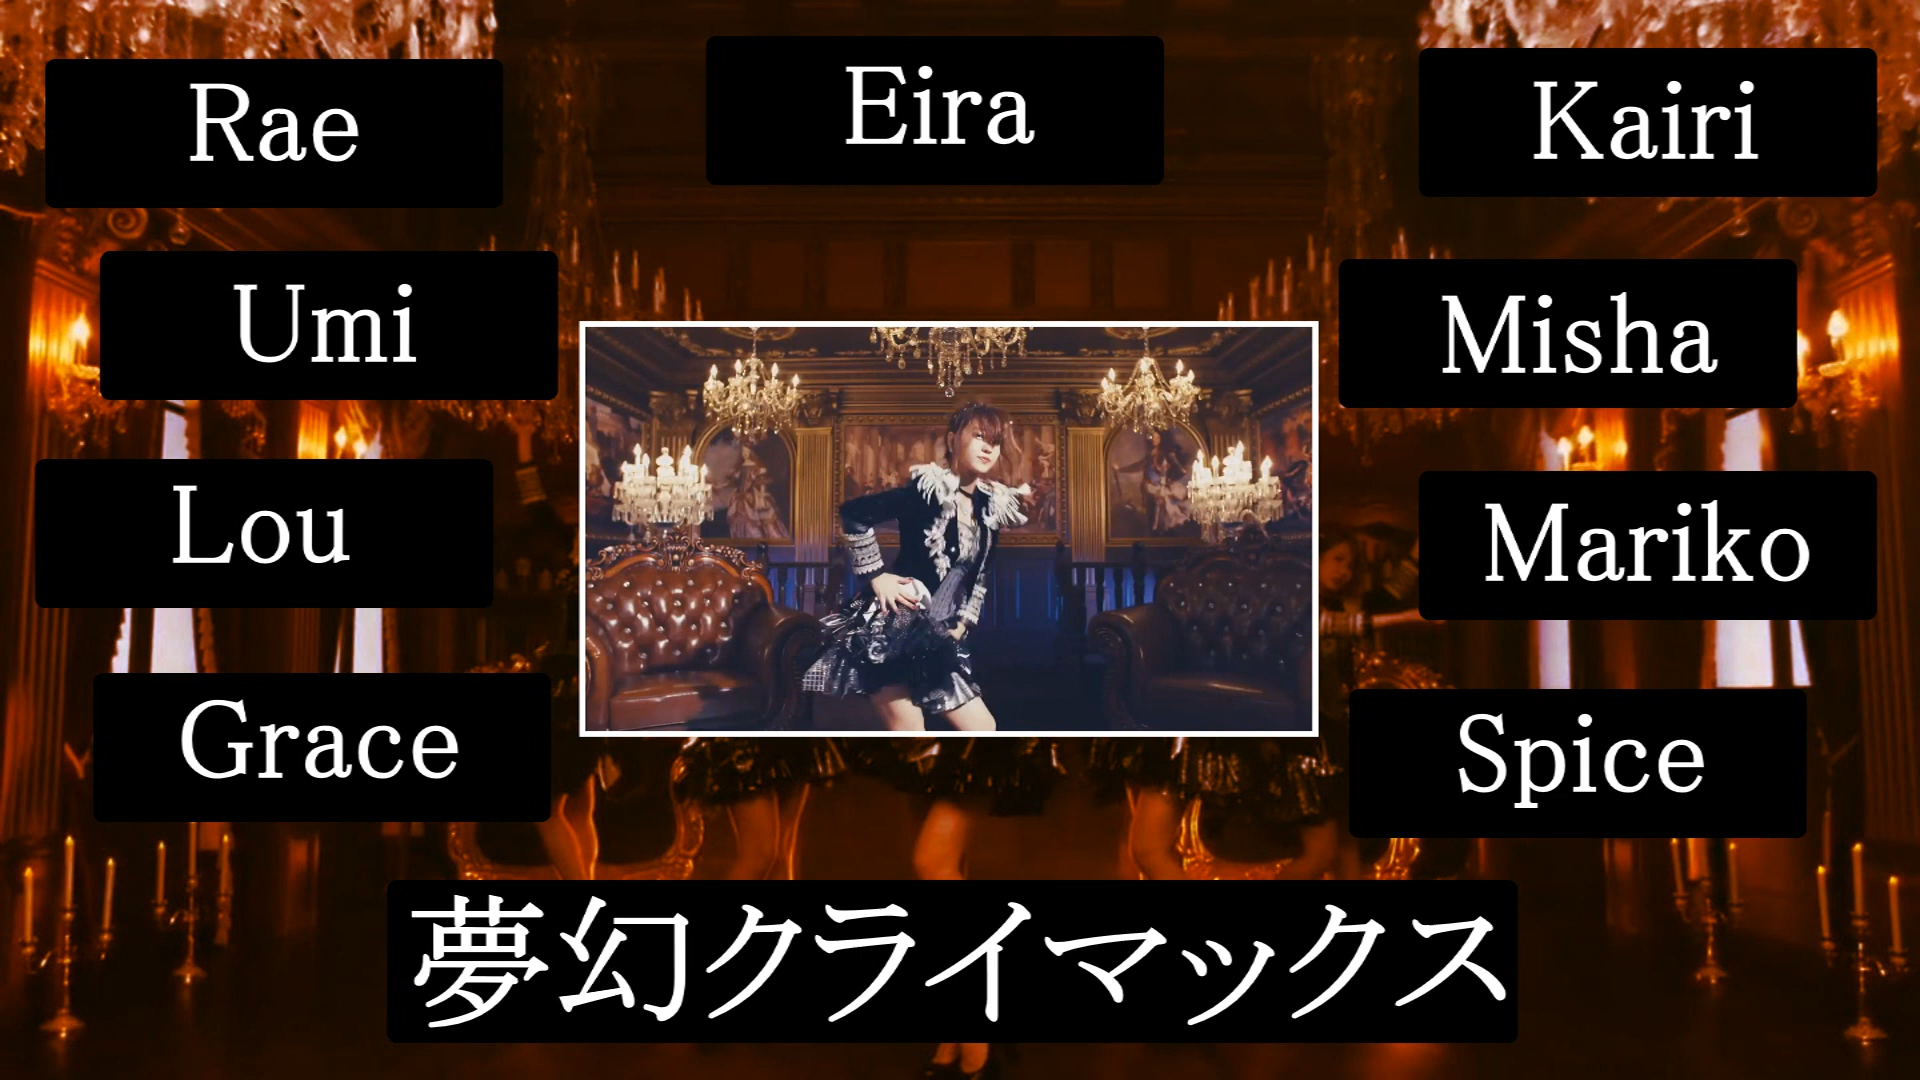 Rae
Eira
Kairi
Umi
Misha
Lou
Mariko
Grace
Spice
夢幻クライマックス